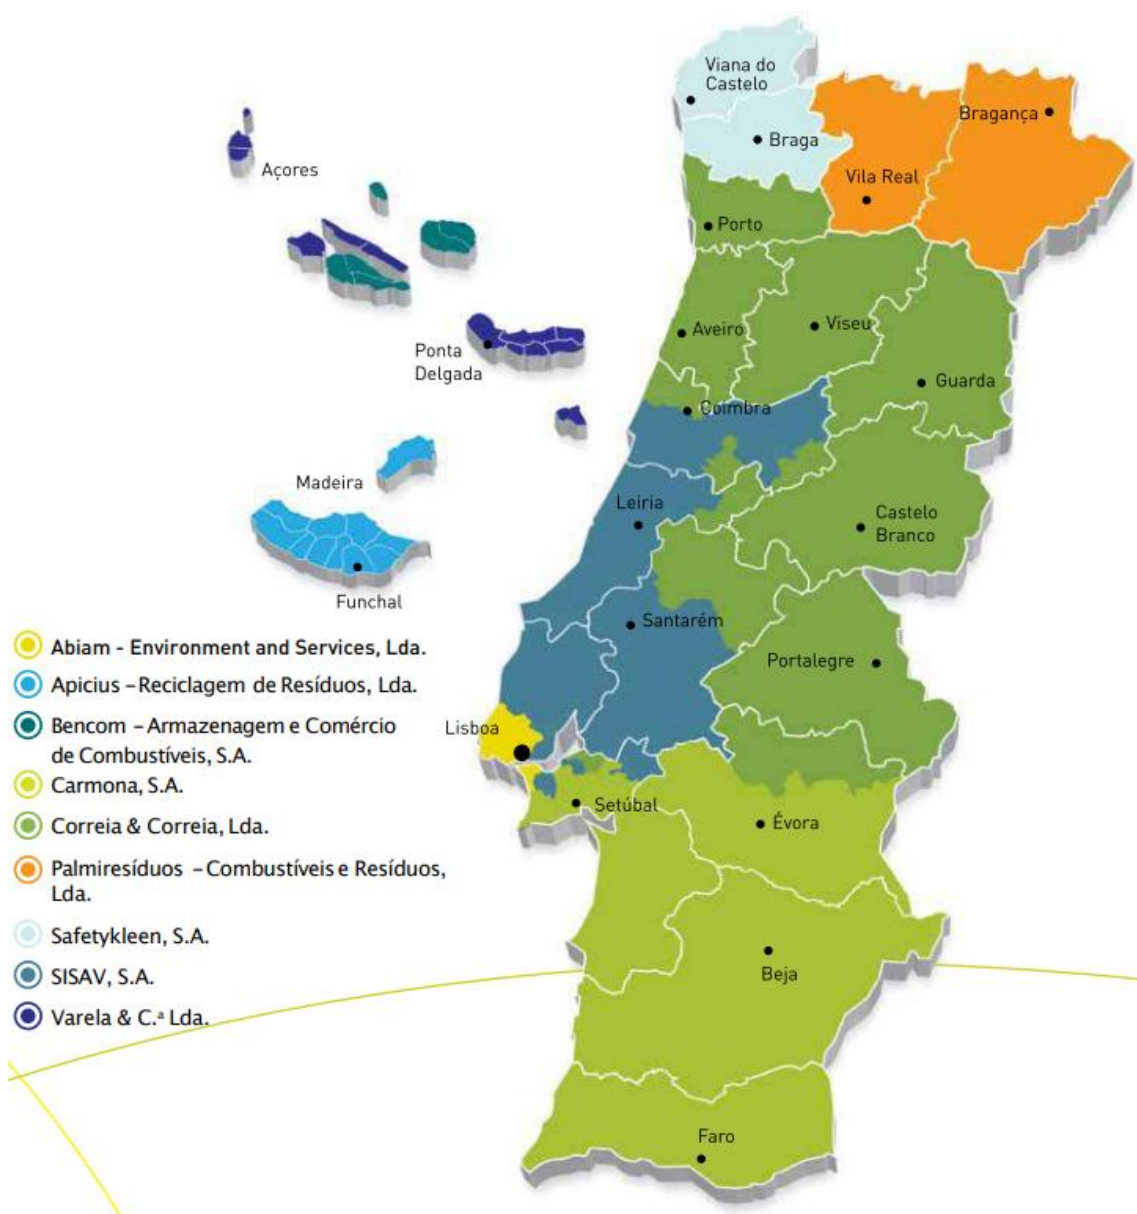 Viana do
Castelo
Bragança
Braga
Açores
Vila Real
Porto
Aveiro
Viseu
Ponta
Delgada
Guarda
Coimbra
Madeira
Leiria
Castelo
Branco
Funchal
Santarém
Portalegre
Lisboa
Setúbal
Évora
Beja
Faro
Abiam - Environment and Services, Lda.
Apicius – Reciclagem de Resíduos, Lda.
Bencom – Armazenagem e Comércio
de Combustíveis, S.A.
Carmona, S.A.
Correia & Correia, Lda.
Palmiresíduos – Combustíveis e Resíduos,
Lda.
Safetykleen, S.A.
SISAV, S.A.
Varela & C.ª Lda.